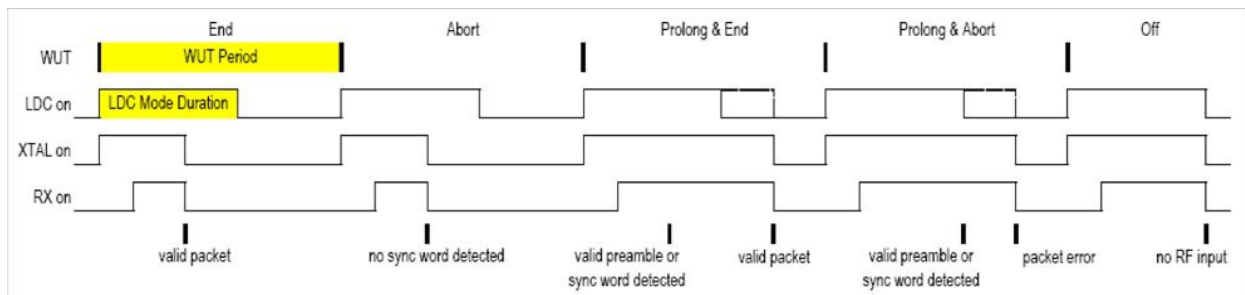 End Abort Prolong & End Prolong & Abort Off
WUT WUT Period
LDC on LDC Mode Duration
XTAL on
RX on
valid packet no sync word detected valid preamble or sync word detected valid packet valid preamble or sync word detected packet error no RF input